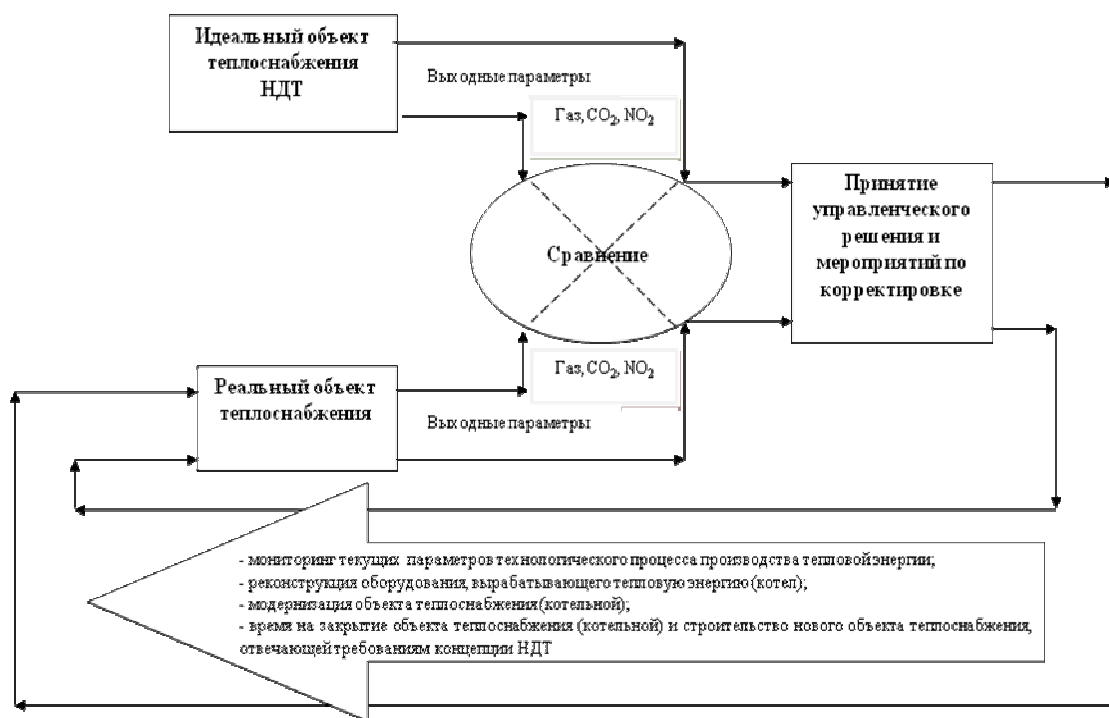 Идеальный объект
теплоснабжения
НДТ
Выходные параметры
Газ, CO2, NO2
Сравнение
Принятие
управленческого
решения и
мероприятий по
корректировке
Газ, CO2, NO2
Реальный объект
теплоснабжения
Выходные параметры
- мониторинг текущих параметров технологического процесса производства тепловой энергии;
- реконструкция оборудования, вырабатывающего тепловую энергию (котел);
- модернизация объекта теплоснабжения (котельной);
- время на закрытие объекта теплоснабжения (котельной) и строительство нового объекта теплоснабжения,
отвечающей требованиям концепции НДТ